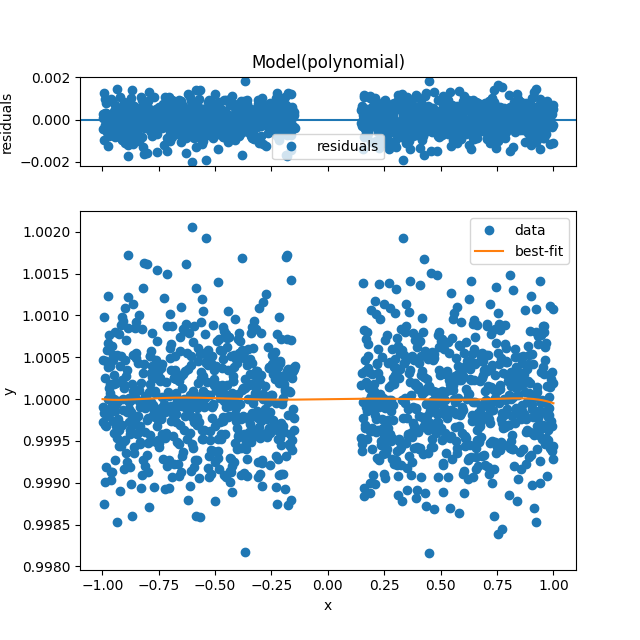 Model(polynomial)
0.002
0.000
−0.002
residuals
residuals
1.0020
1.0015
1.0010
1.0005
1.0000
0.9995
0.9990
0.9985
0.9980
y
data
best-fit
−1.00 −0.75 −0.50 −0.25 0.00 0.25 0.50 0.75 1.00
x